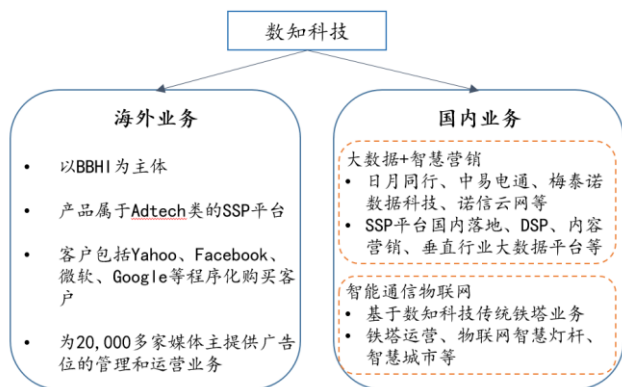 数知科技
海外业务
• 以BBHI为主体
• 产品属于Adtech类的SSP平台
• 客户包括Yahoo、Facebook、
微软、Google等程序化购买客
户
• 为20,000多家媒体主提供广告
位的管理和运营业务
国内业务
大数据+智慧营销
• 日月同行、中易电通、梅泰诺
数据科技、诺信云网等
• SSP平台国内落地、DSP、内容
营销、垂直行业大数据平台等
智能通信物联网
• 基于数知科技传统铁塔业务
• 铁塔运营、物联网智慧灯杆、
智慧城市等